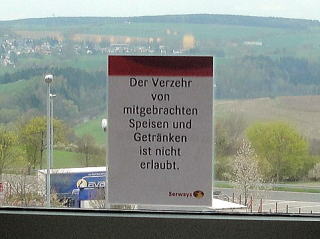 Der Verzehr
von
mitgebrachten
Speisen und
Getränken
ist nicht
erlaubt.
Serways